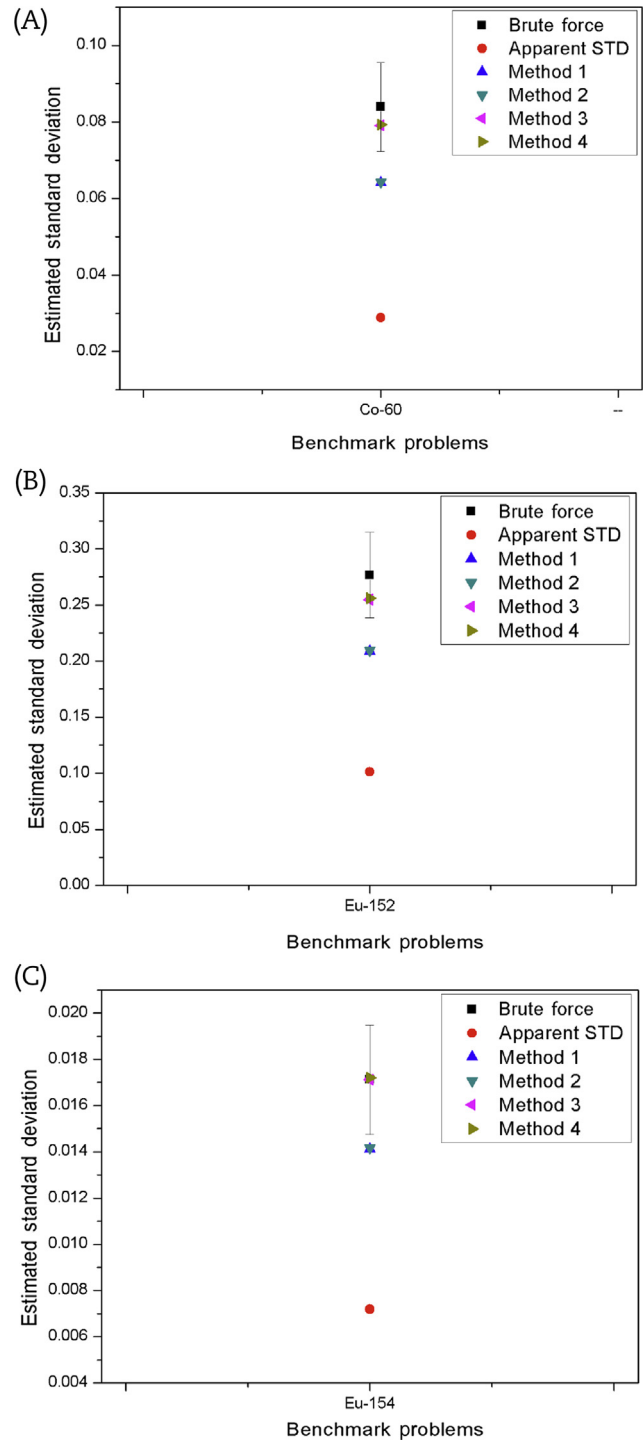 (A)
Estimated standard deviation
0.10
0.08
0.06
0.04
0.02
Brute force
Apparent STD
Method 1
Method 2
Method 3
Method 4
Co-60
--
Benchmark problems
(B)
Estimated standard deviation
0.35
0.30
0.25
0.20
0.15
0.10
0.05
0.00
Brute force
Apparent STD
Method 1
Method 2
Method 3
Method 4
Eu-152
Benchmark problems
(C)
Estimated standard deviation
0.020
0.018
0.016
0.014
0.012
0.010
0.008
0.006
0.004
Brute force
Apparent STD
Method 1
Method 2
Method 3
Method 4
Eu-154
Benchmark problems